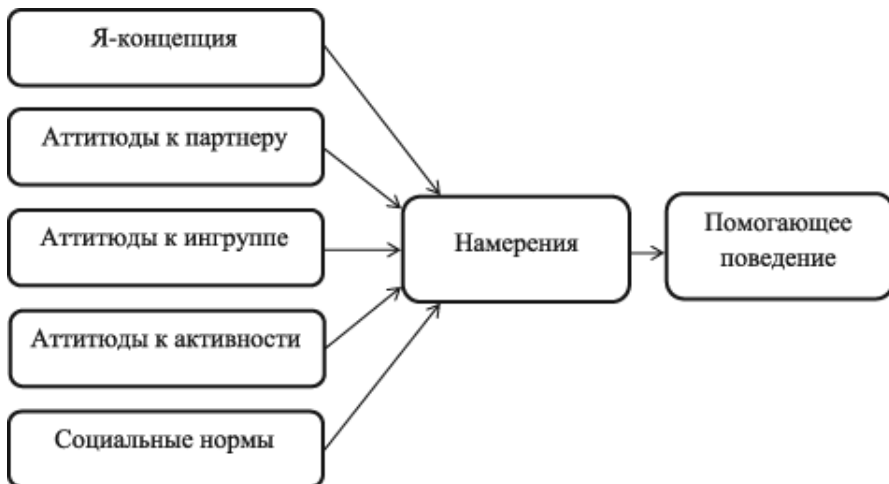 Я-концепция
Аттитюды к партнеру
Аттитюды к ингруппе
Аттитюды к активности
Социальные нормы
Намерения
Помогающее
поведение